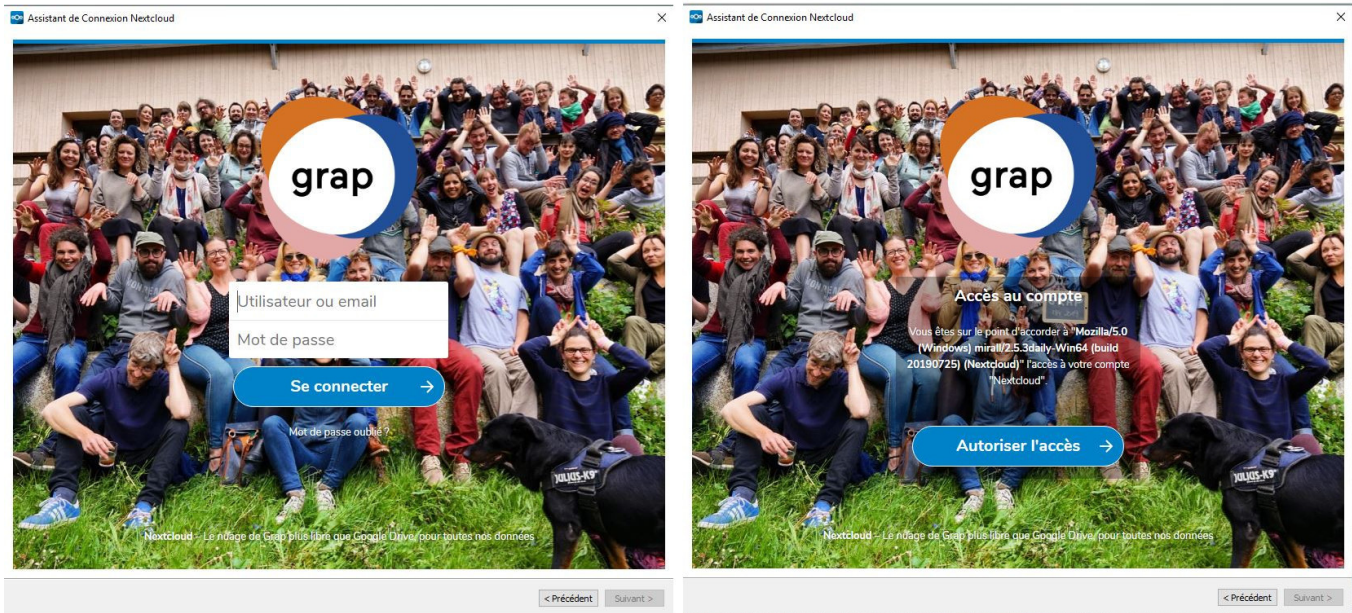 Assistant de Connexion Nextcloud
grap
Utilisateur ou email
Mot de passe
Se connecter
Mot de passe oublié ?
JULIUS-K9
Nextcloud – Le nuage de Grap plus libre que Google Drive, pour toutes nos données
< Précédent
Suivant >
Assistant de Connexion Nextcloud
grap
Accès au compte
Vous êtes sur le point d'accorder à "Mozilla/5.0
(Windows) mirall/2.5.3daily-Win64 (build
20190725) (Nextcloud)" l'accès à votre compte
"Nextcloud".
Autoriser l'accès
JULIUS-K9
Nextcloud – Le nuage de Grap plus libre que Google Drive, pour toutes nos données
< Précédent
Suivant >